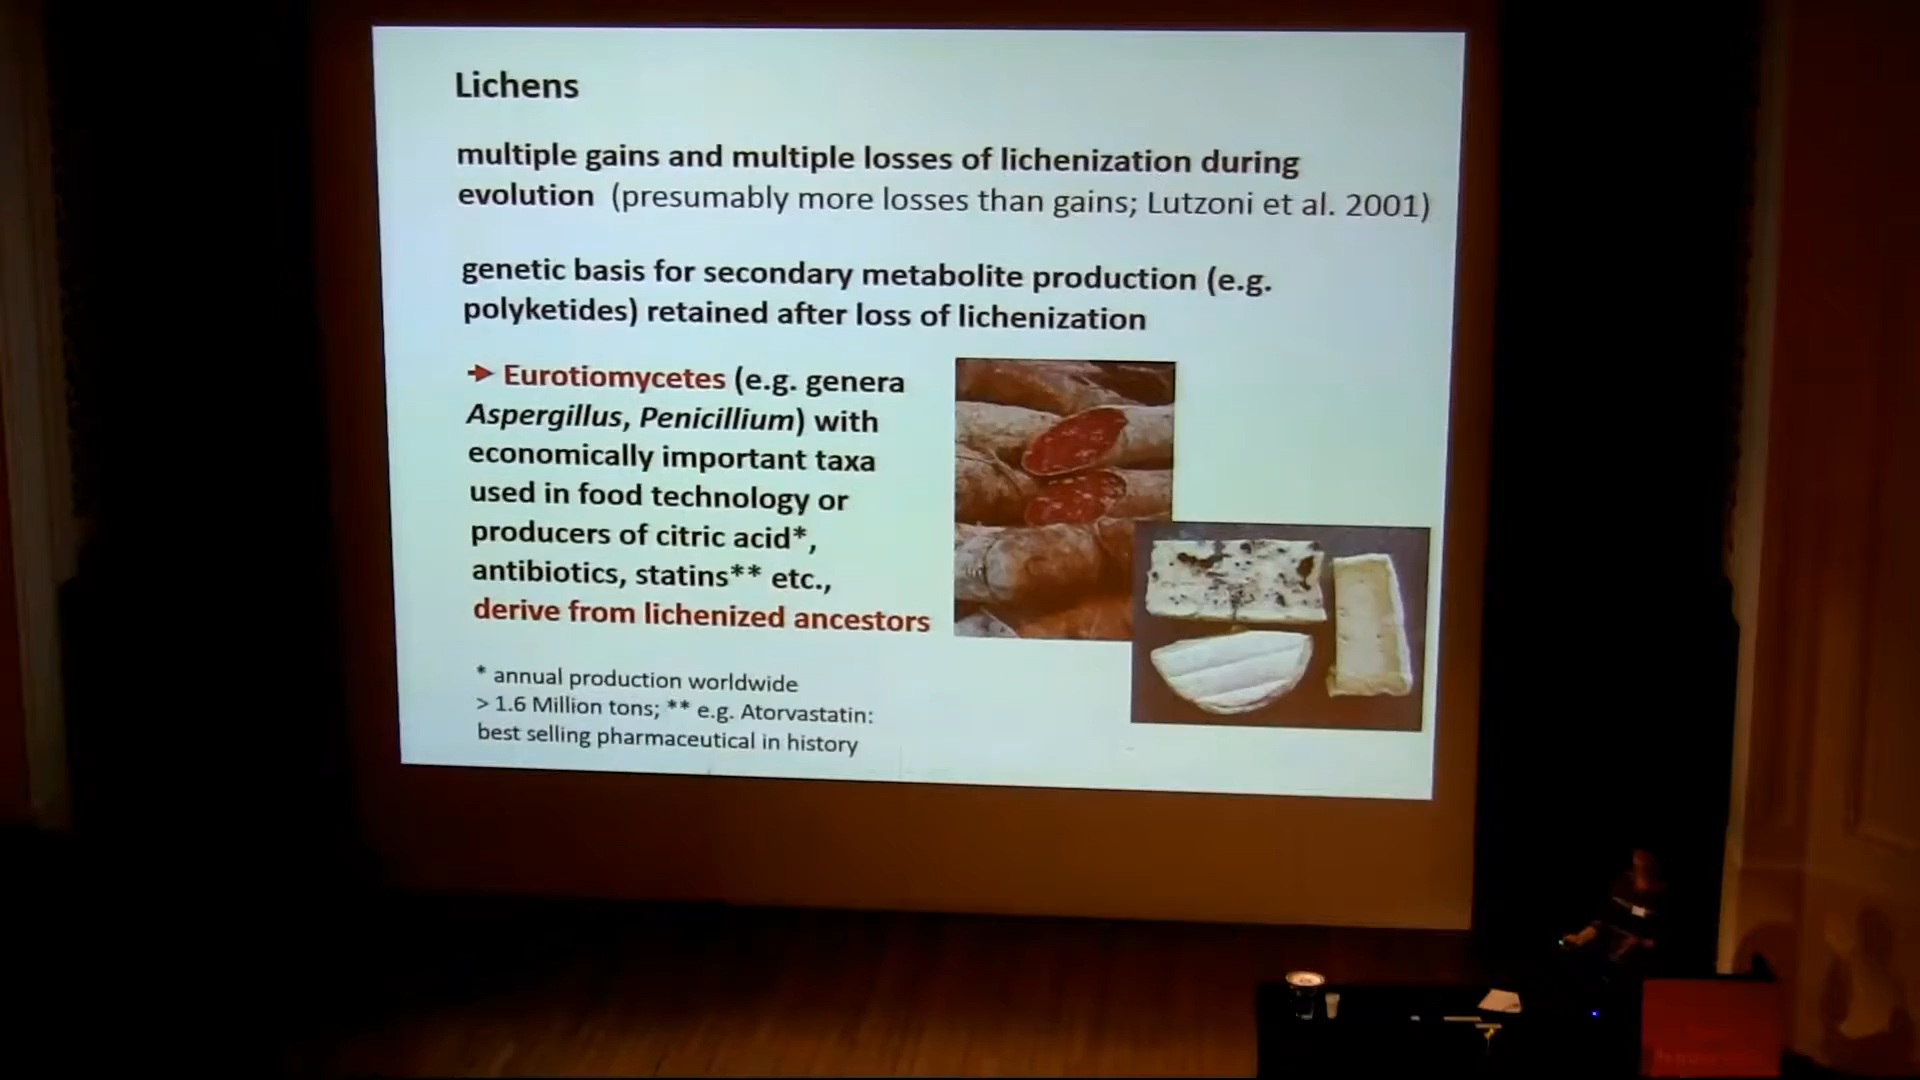 Lichens
multiple gains and multiple losses of lichenization during
evolution (presumably more losses than gains; Lutzoni et al. 2001)
genetic basis for secondary metabolite production (e.g.
polyketides) retained after loss of lichenization
➔ Eurotiomycetes (e.g. genera
Aspergillus, Penicillium) with
economically important taxa
used in food technology or
producers of citric acid*,
antibiotics, statins** etc.,
derive from lichenized ancestors
* annual production worldwide
> 1.6 Million tons; ** e.g. Atorvastatin:
best selling pharmaceutical in history